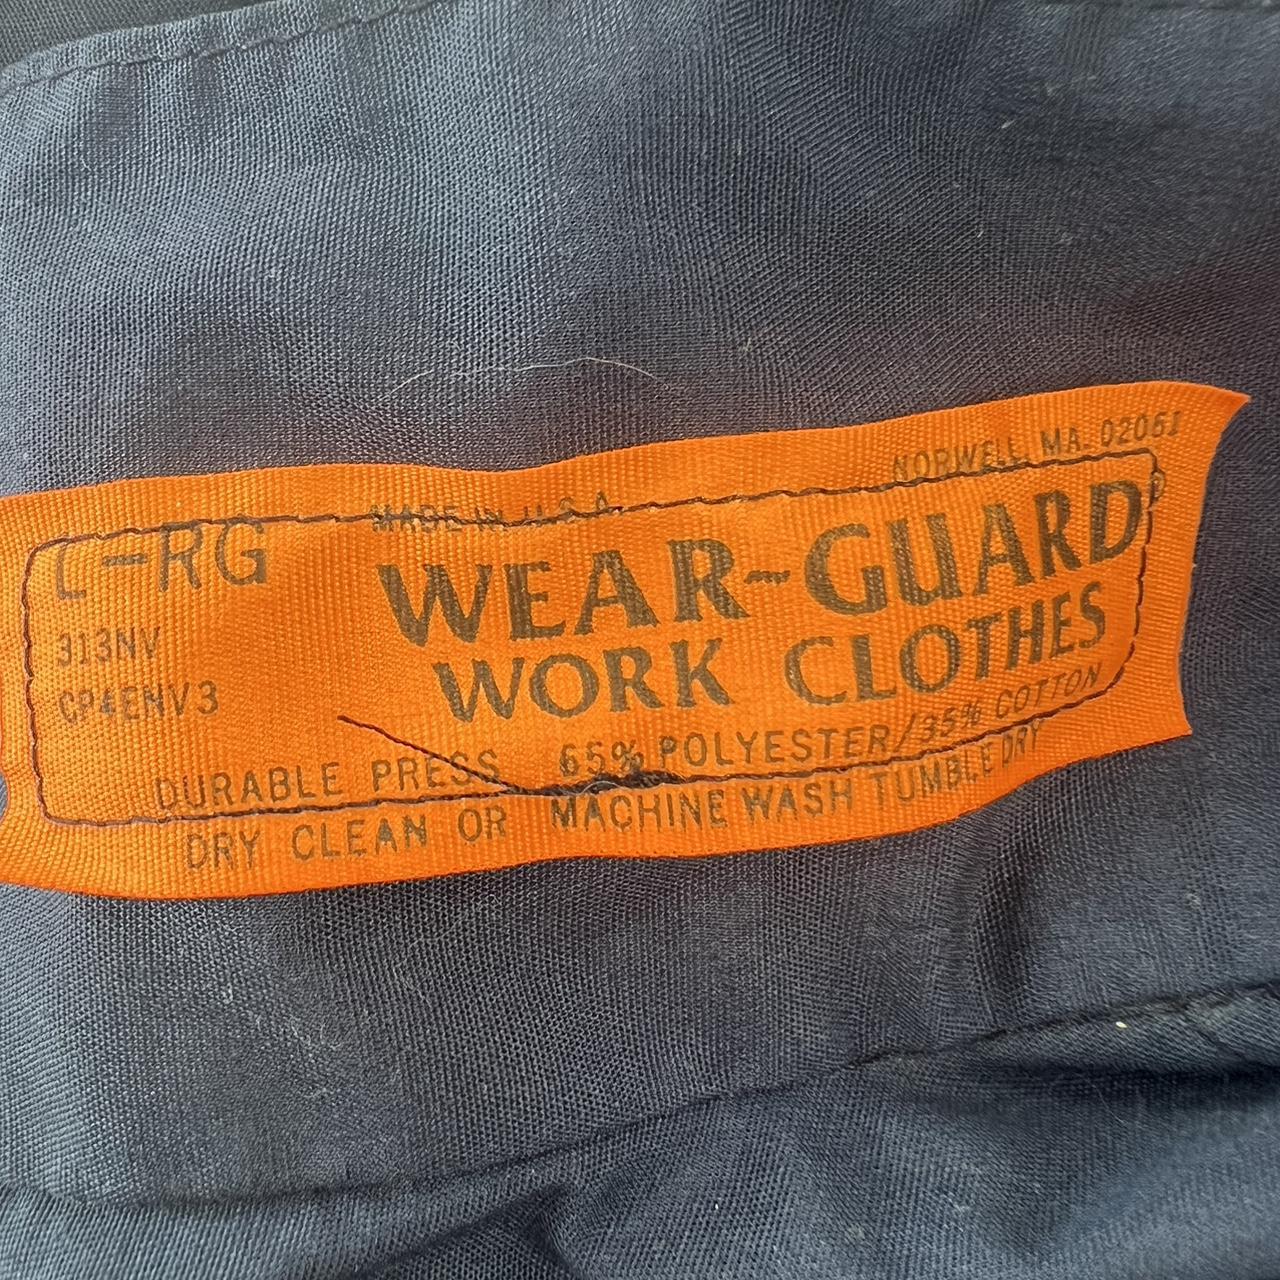 NORWELL, MA. 02061
MADE IN U.S.A.
L-RG
WEAR-GUARD®
313NV
WORK CLOTHES
CP4ENV3
DURABLE PRESS 65% POLYESTER/35% COTTON
DRY CLEAN OR MACHINE WASH TUMBLE DRY